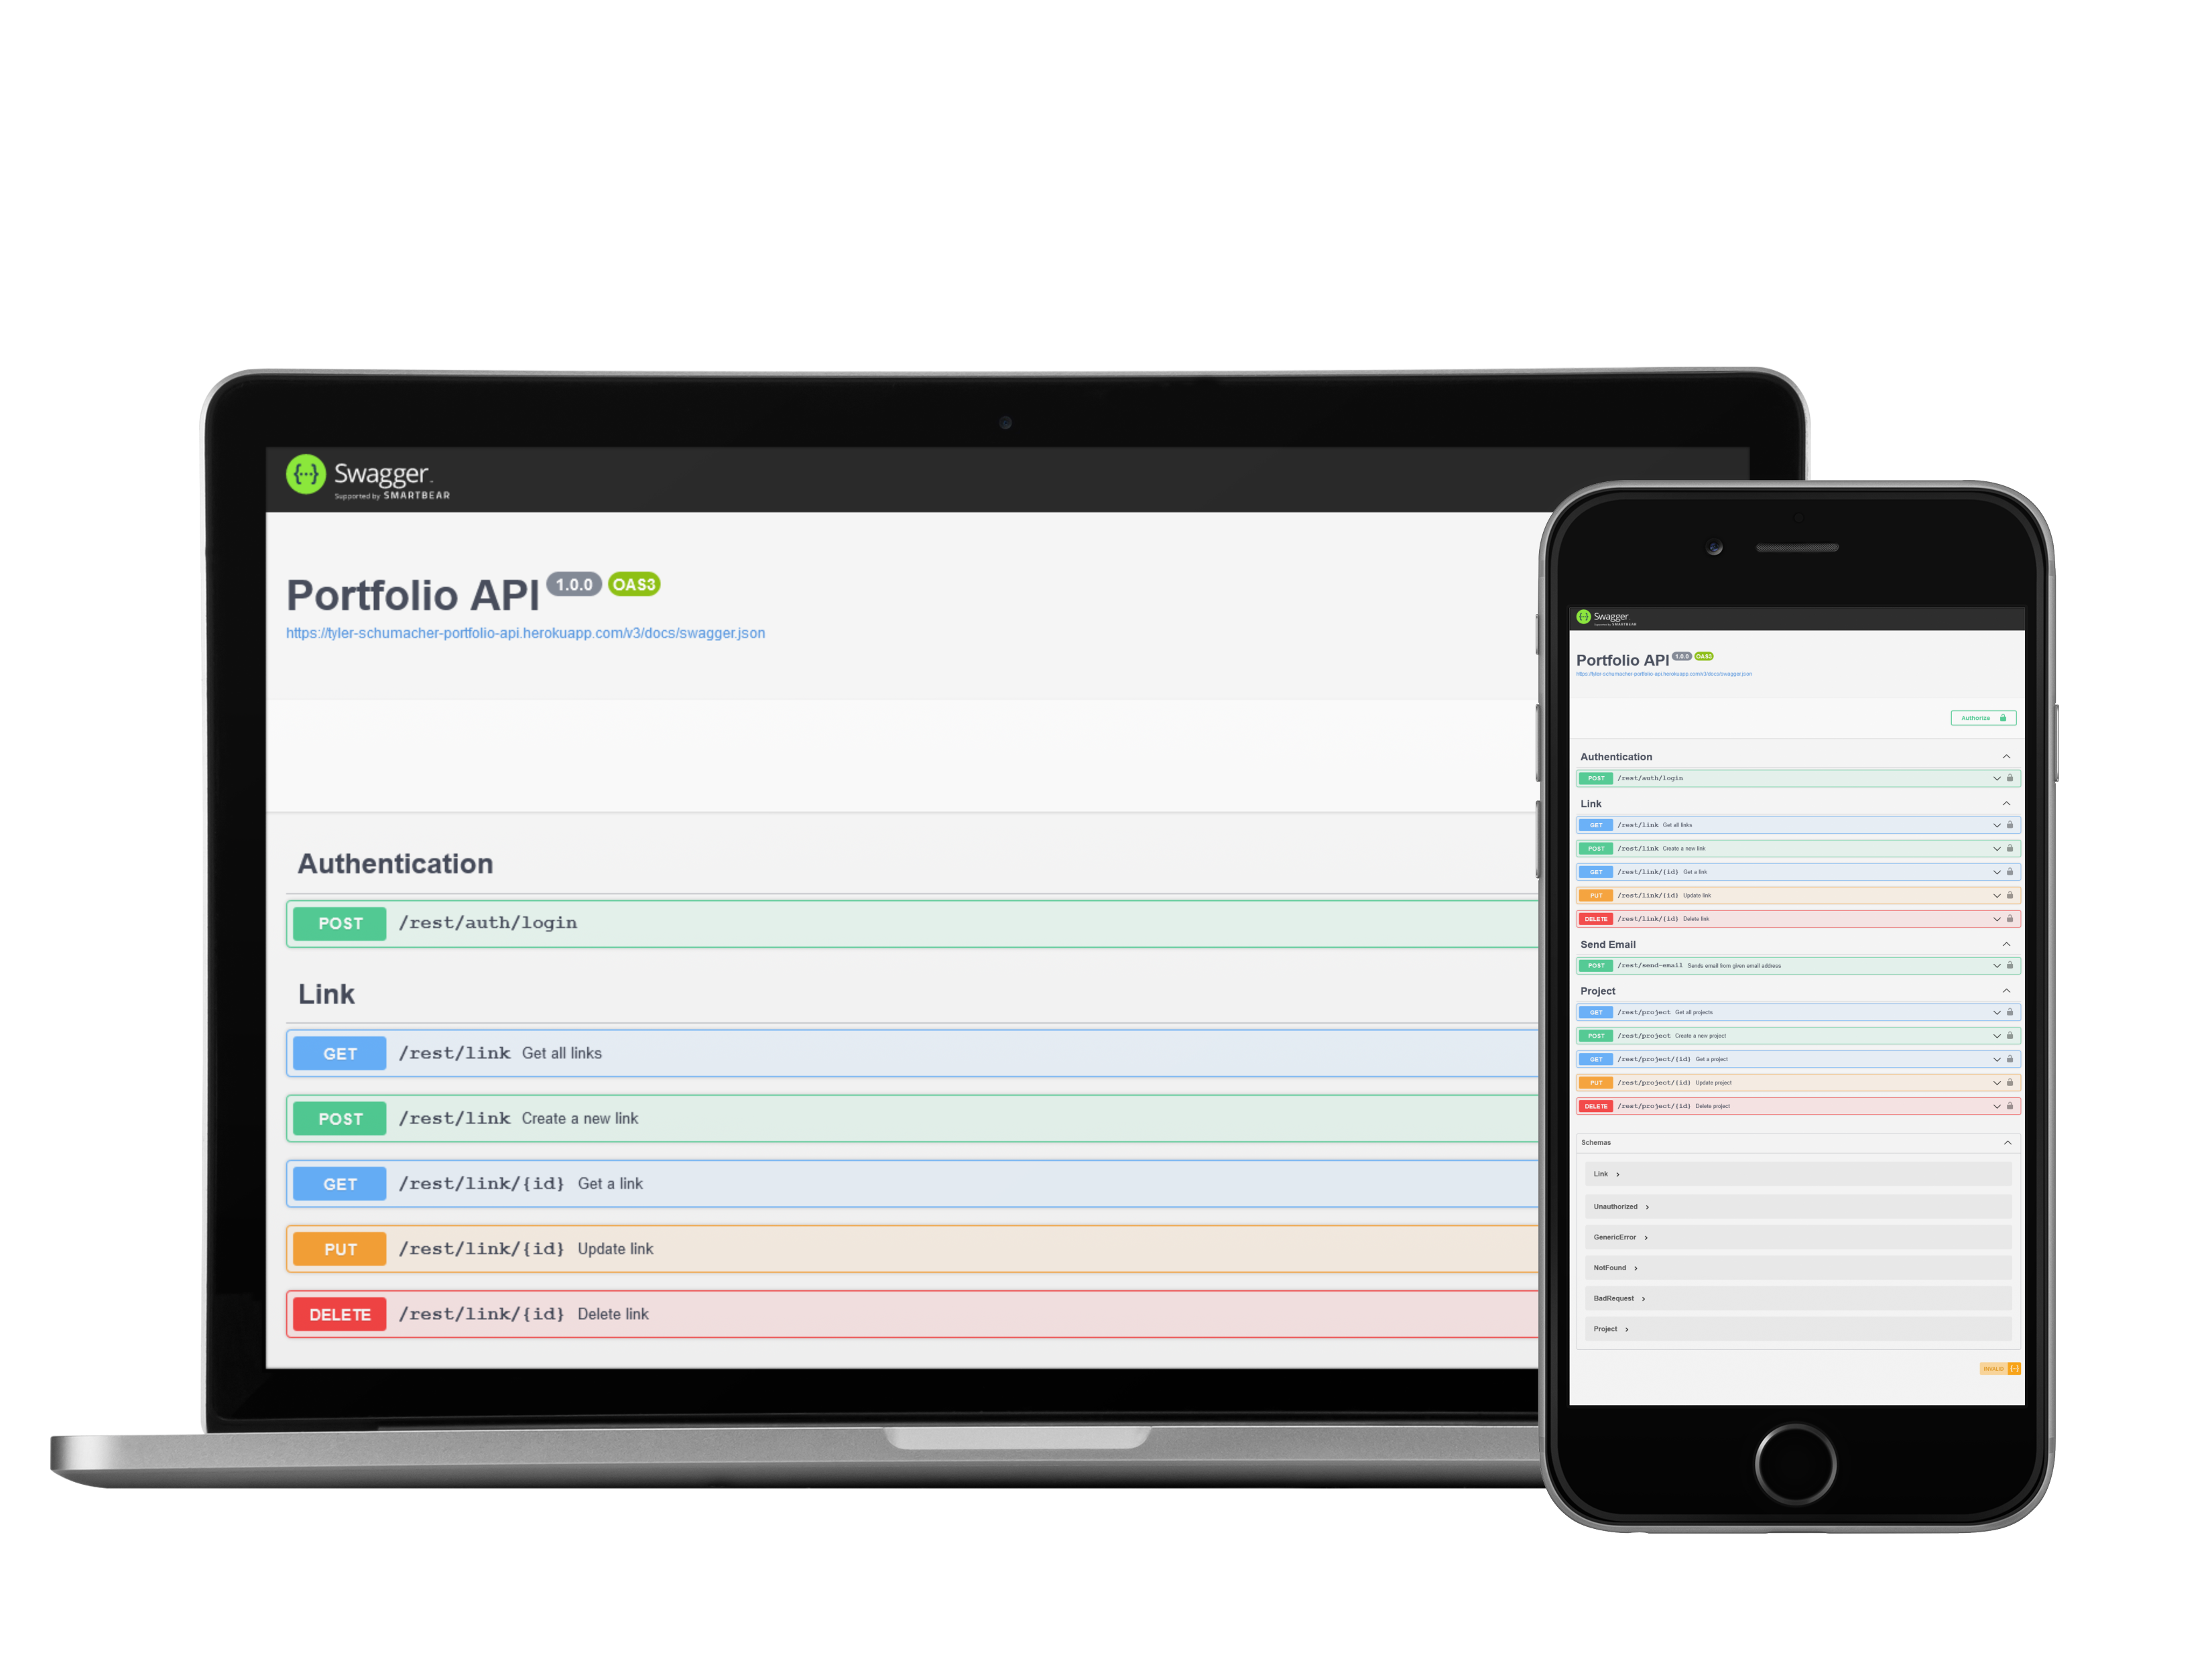 Swagger
Supported by SMARTBEAR
Portfolio API 1.0.0 OAS3
https://tyler-schumacher-portfolio-api.herokuapp.com/v3/docs/swagger.json
Authentication
POST /rest/auth/login
Link
GET /rest/link Get all links
POST /rest/link Create a new link
GET /rest/link/{id} Get a link
PUT /rest/link/{id} Update link
DELETE /rest/link/{id} Delete link
Swagger
Supported by SMARTBEAR
Portfolio API 1.0.0 OAS3
https://tyler-schumacher-portfolio-api.herokuapp.com/v3/docs/swagger.json
Authorize
Authentication
POST /rest/auth/login
Link
GET /rest/link Get all links
POST /rest/link Create a new link
GET /rest/link/{id} Get a link
PUT /rest/link/{id} Update link
DELETE /rest/link/{id} Delete link
Send Email
POST /rest/send-email Sends email from given email address
Project
GET /rest/project Get all projects
POST /rest/project Create a new project
GET /rest/project/{id} Get a project
PUT /rest/project/{id} Update project
DELETE /rest/project/{id} Delete project
Schemas
Link
Unauthorized
GenericError
NotFound
BadRequest
Project
INVALID {...}